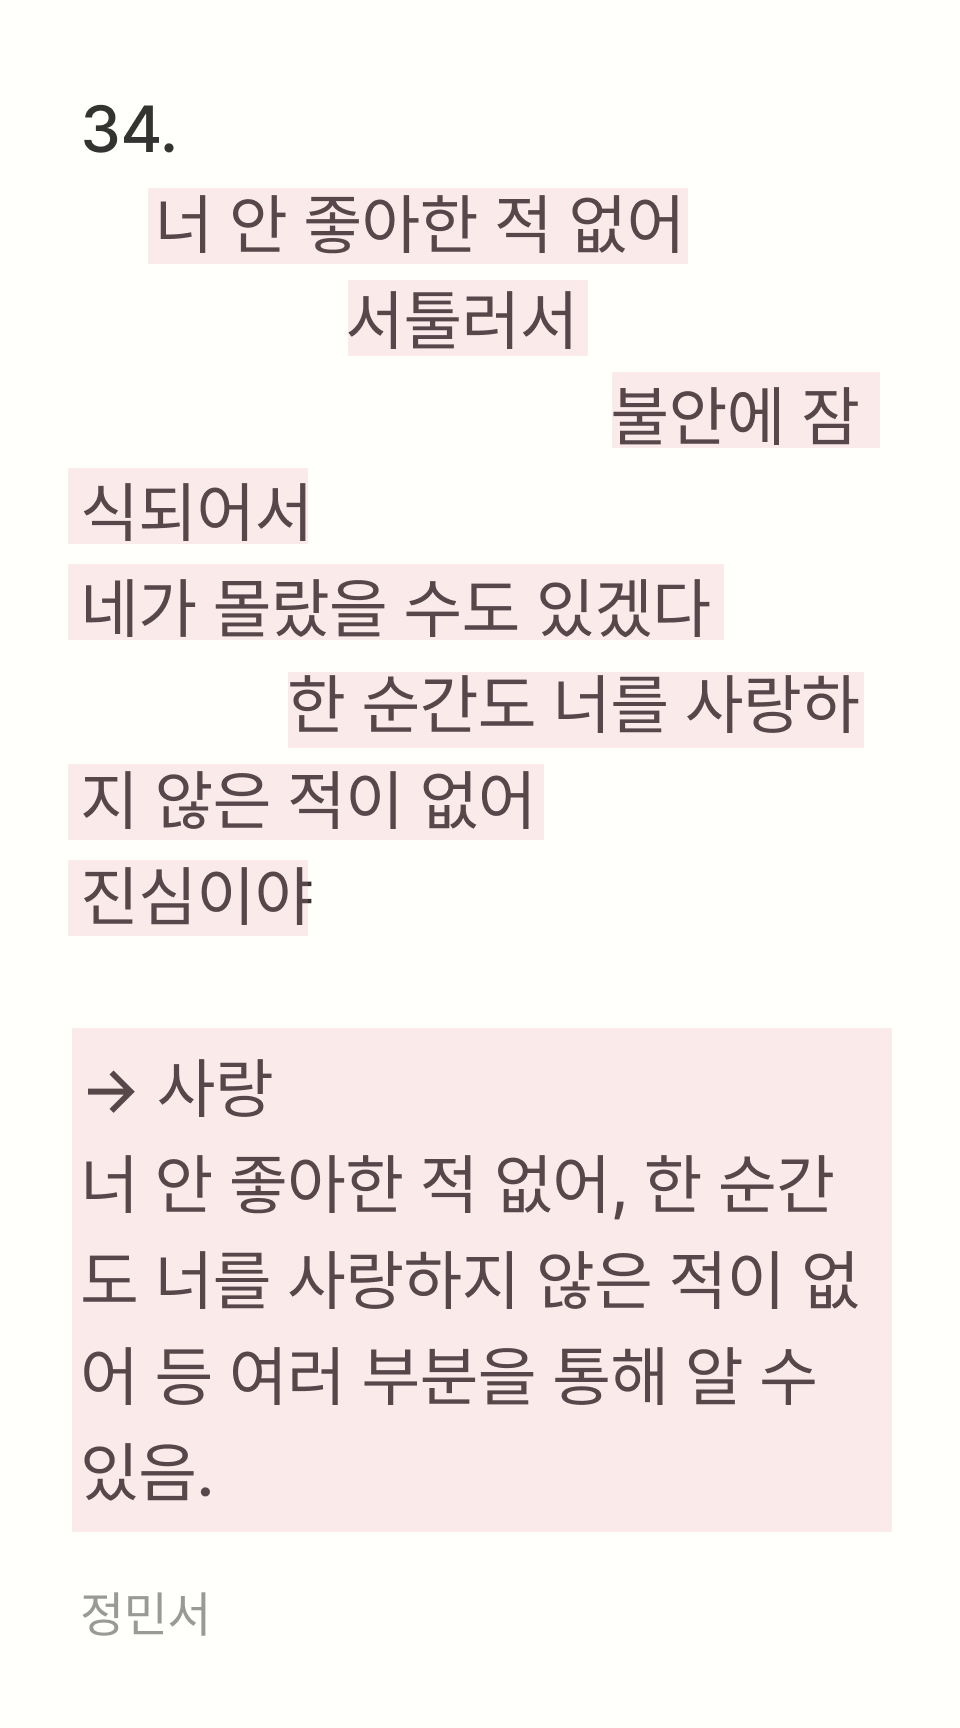 34.
너 안 좋아한 적 없어
서툴러서
불안에 잠
식되어서
네가 몰랐을 수도 있겠다
한 순간도 너를 사랑하
지 않은 적이 없어
진심이야
→ 사랑
너 안 좋아한 적 없어, 한 순간
도 너를 사랑하지 않은 적이 없
어 등 여러 부분을 통해 알 수
있음.
정민서